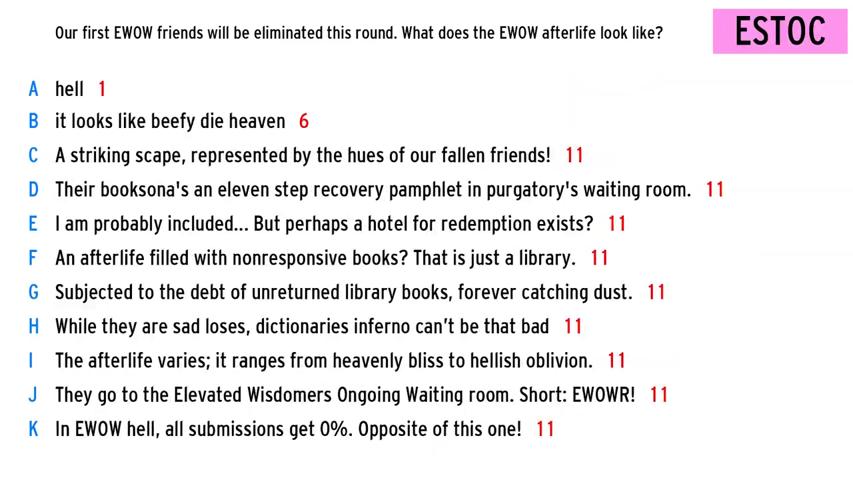 Our first EWOW friends will be eliminated this round. What does the EWOW afterlife look like?
ESTOC
A hell 1
B it looks like beefy die heaven 6
C A striking scape, represented by the hues of our fallen friends! 11
D Their booksona's an eleven step recovery pamphlet in purgatory's waiting room. 11
E I am probably included... But perhaps a hotel for redemption exists? 11
F An afterlife filled with nonresponsive books? That is just a library. 11
G Subjected to the debt of unreturned library books, forever catching dust. 11
H While they are sad loses, dictionaries inferno can't be that bad 11
I The afterlife varies; it ranges from heavenly bliss to hellish oblivion. 11
J They go to the Elevated Wisdomers Ongoing Waiting room. Short: EWOWR! 11
K In EWOW hell, all submissions get 0%. Opposite of this one! 11